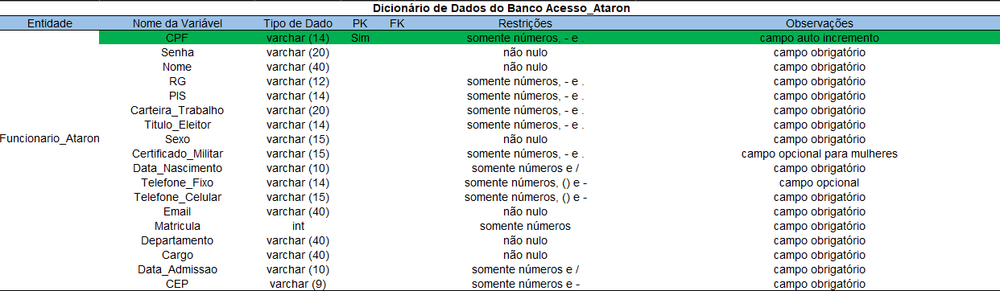 Dicionário de Dados do Banco Acesso_Ataron
Entidade Nome da Variável Tipo de Dado PK FK Restrições Observações
CPF varchar (14) Sim somente números, - e . campo auto incremento
Senha varchar (20) não nulo campo obrigatório
Nome varchar (40) não nulo campo obrigatório
RG varchar (12) somente números, - e . campo obrigatório
PIS varchar (14) somente números, - e . campo obrigatório
Carteira_Trabalho varchar (20) somente números, - e . campo obrigatório
Titulo_Eleitor varchar (14) somente números, - e . campo obrigatório
Funcionario_Ataron Sexo varchar (15) não nulo campo obrigatório
Certificado_Militar varchar (15) somente números, - e . campo opcional para mulheres
Data_Nascimento varchar (10) somente números e / campo obrigatório
Telefone_Fixo varchar (14) somente números, () e - campo opcional
Telefone_Celular varchar (15) somente números, () e - campo obrigatório
Email varchar (40) não nulo campo obrigatório
Matricula int somente números campo obrigatório
Departamento varchar (40) não nulo campo obrigatório
Cargo varchar (40) não nulo campo obrigatório
Data_Admissao varchar (10) somente números e / campo obrigatório
CEP varchar (9) somente números e - campo obrigatório